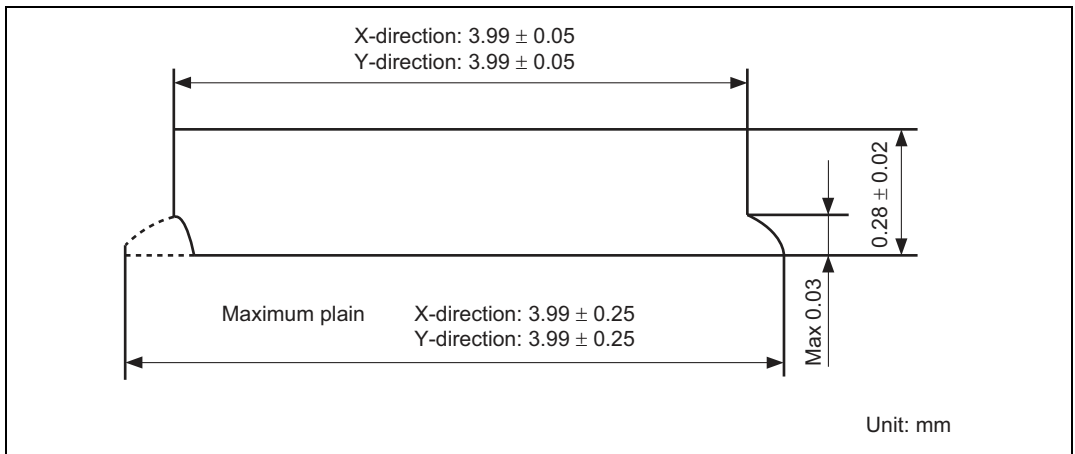 X-direction: 3.99 ± 0.05
Y-direction: 3.99 ± 0.05
0.28 ± 0.02
Max 0.03
Maximum plain X-direction: 3.99 ± 0.25
Y-direction: 3.99 ± 0.25
Unit: mm